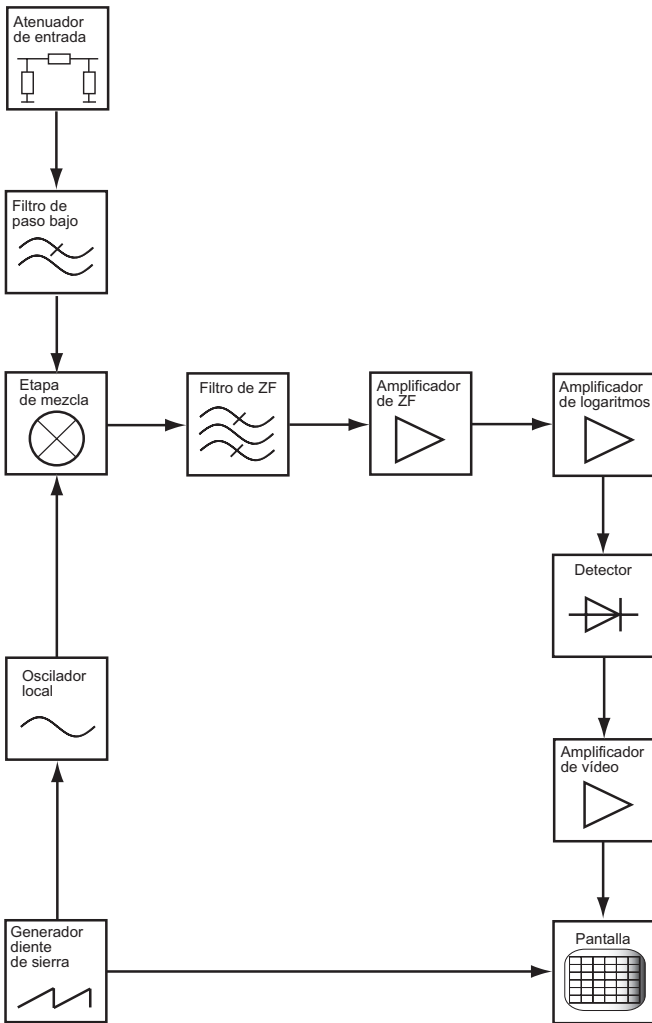 Atenuador
de entrada
Filtro de
paso bajo
Etapa
de mezcla
Filtro de ZF
Amplificador
de ZF
Amplificador
de logaritmos
Detector
Oscilador
local
Amplificador
de vídeo
Generador
diente
de sierra
Pantalla